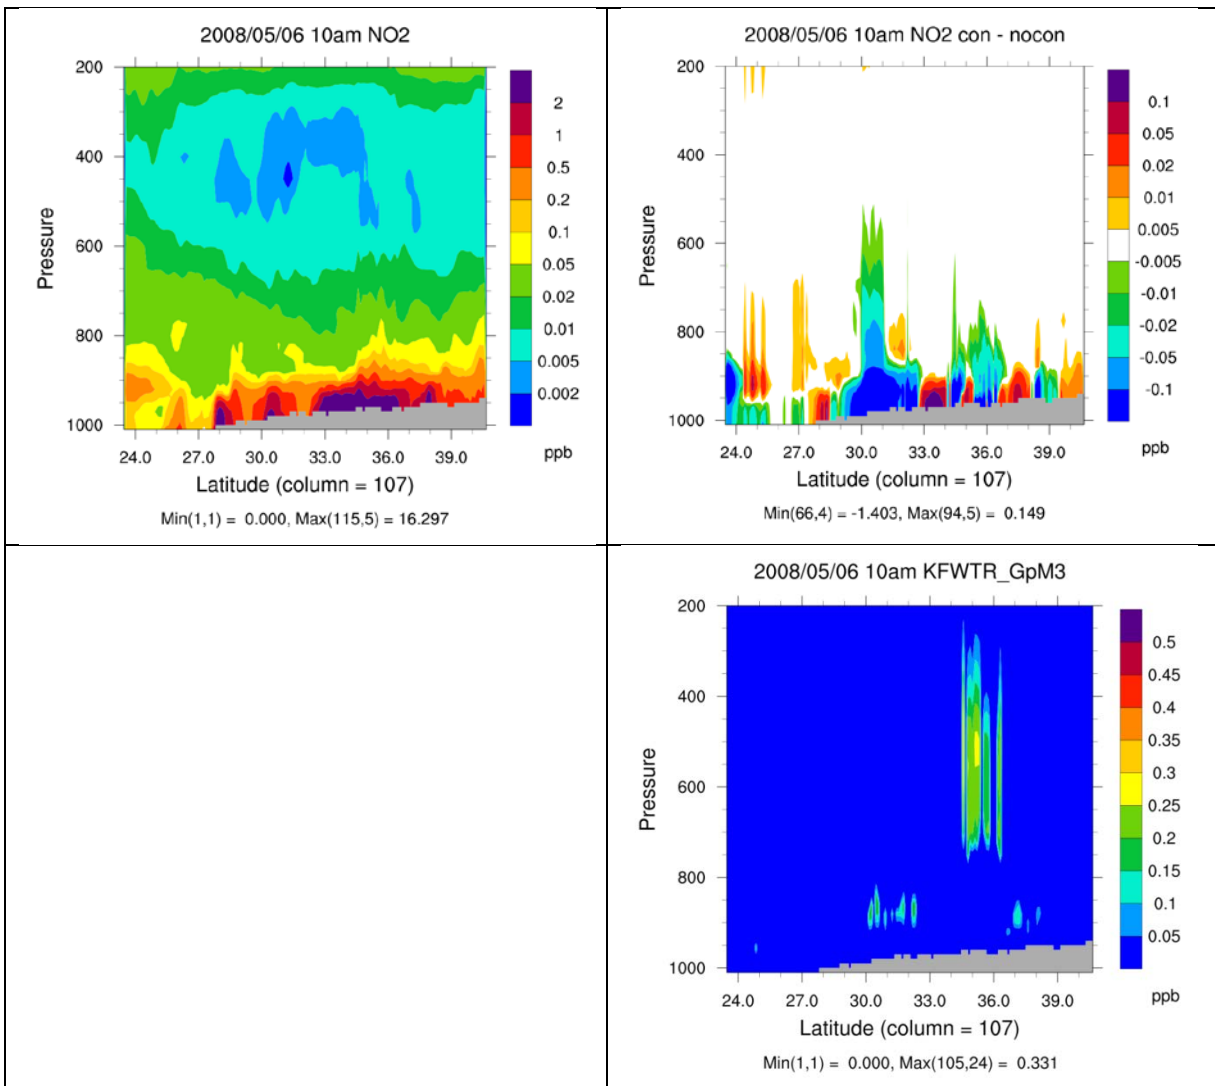 2008/05/06 10am NO2
200
400
600
800
1000
Pressure
24.0 27.0 30.0 33.0 36.0 39.0
Latitude (column = 107)
2
1
0.5
0.2
0.1
0.05
0.02
0.01
0.005
0.002
ppb
Min(1,1) = 0.000, Max(115,5) = 16.297
2008/05/06 10am NO2 con - nocon
200
400
600
800
1000
Pressure
24.0 27.0 30.0 33.0 36.0 39.0
Latitude (column = 107)
0.1
0.05
0.02
0.01
0.005
-0.005
-0.01
-0.02
-0.05
-0.1
ppb
Min(66,4) = -1.403, Max(94,5) = 0.149
2008/05/06 10am KFWTR_GpM3
200
400
600
800
1000
Pressure
24.0 27.0 30.0 33.0 36.0 39.0
Latitude (column = 107)
0.5
0.45
0.4
0.35
0.3
0.25
0.2
0.15
0.1
0.05
ppb
Min(1,1) = 0.000, Max(105,24) = 0.331